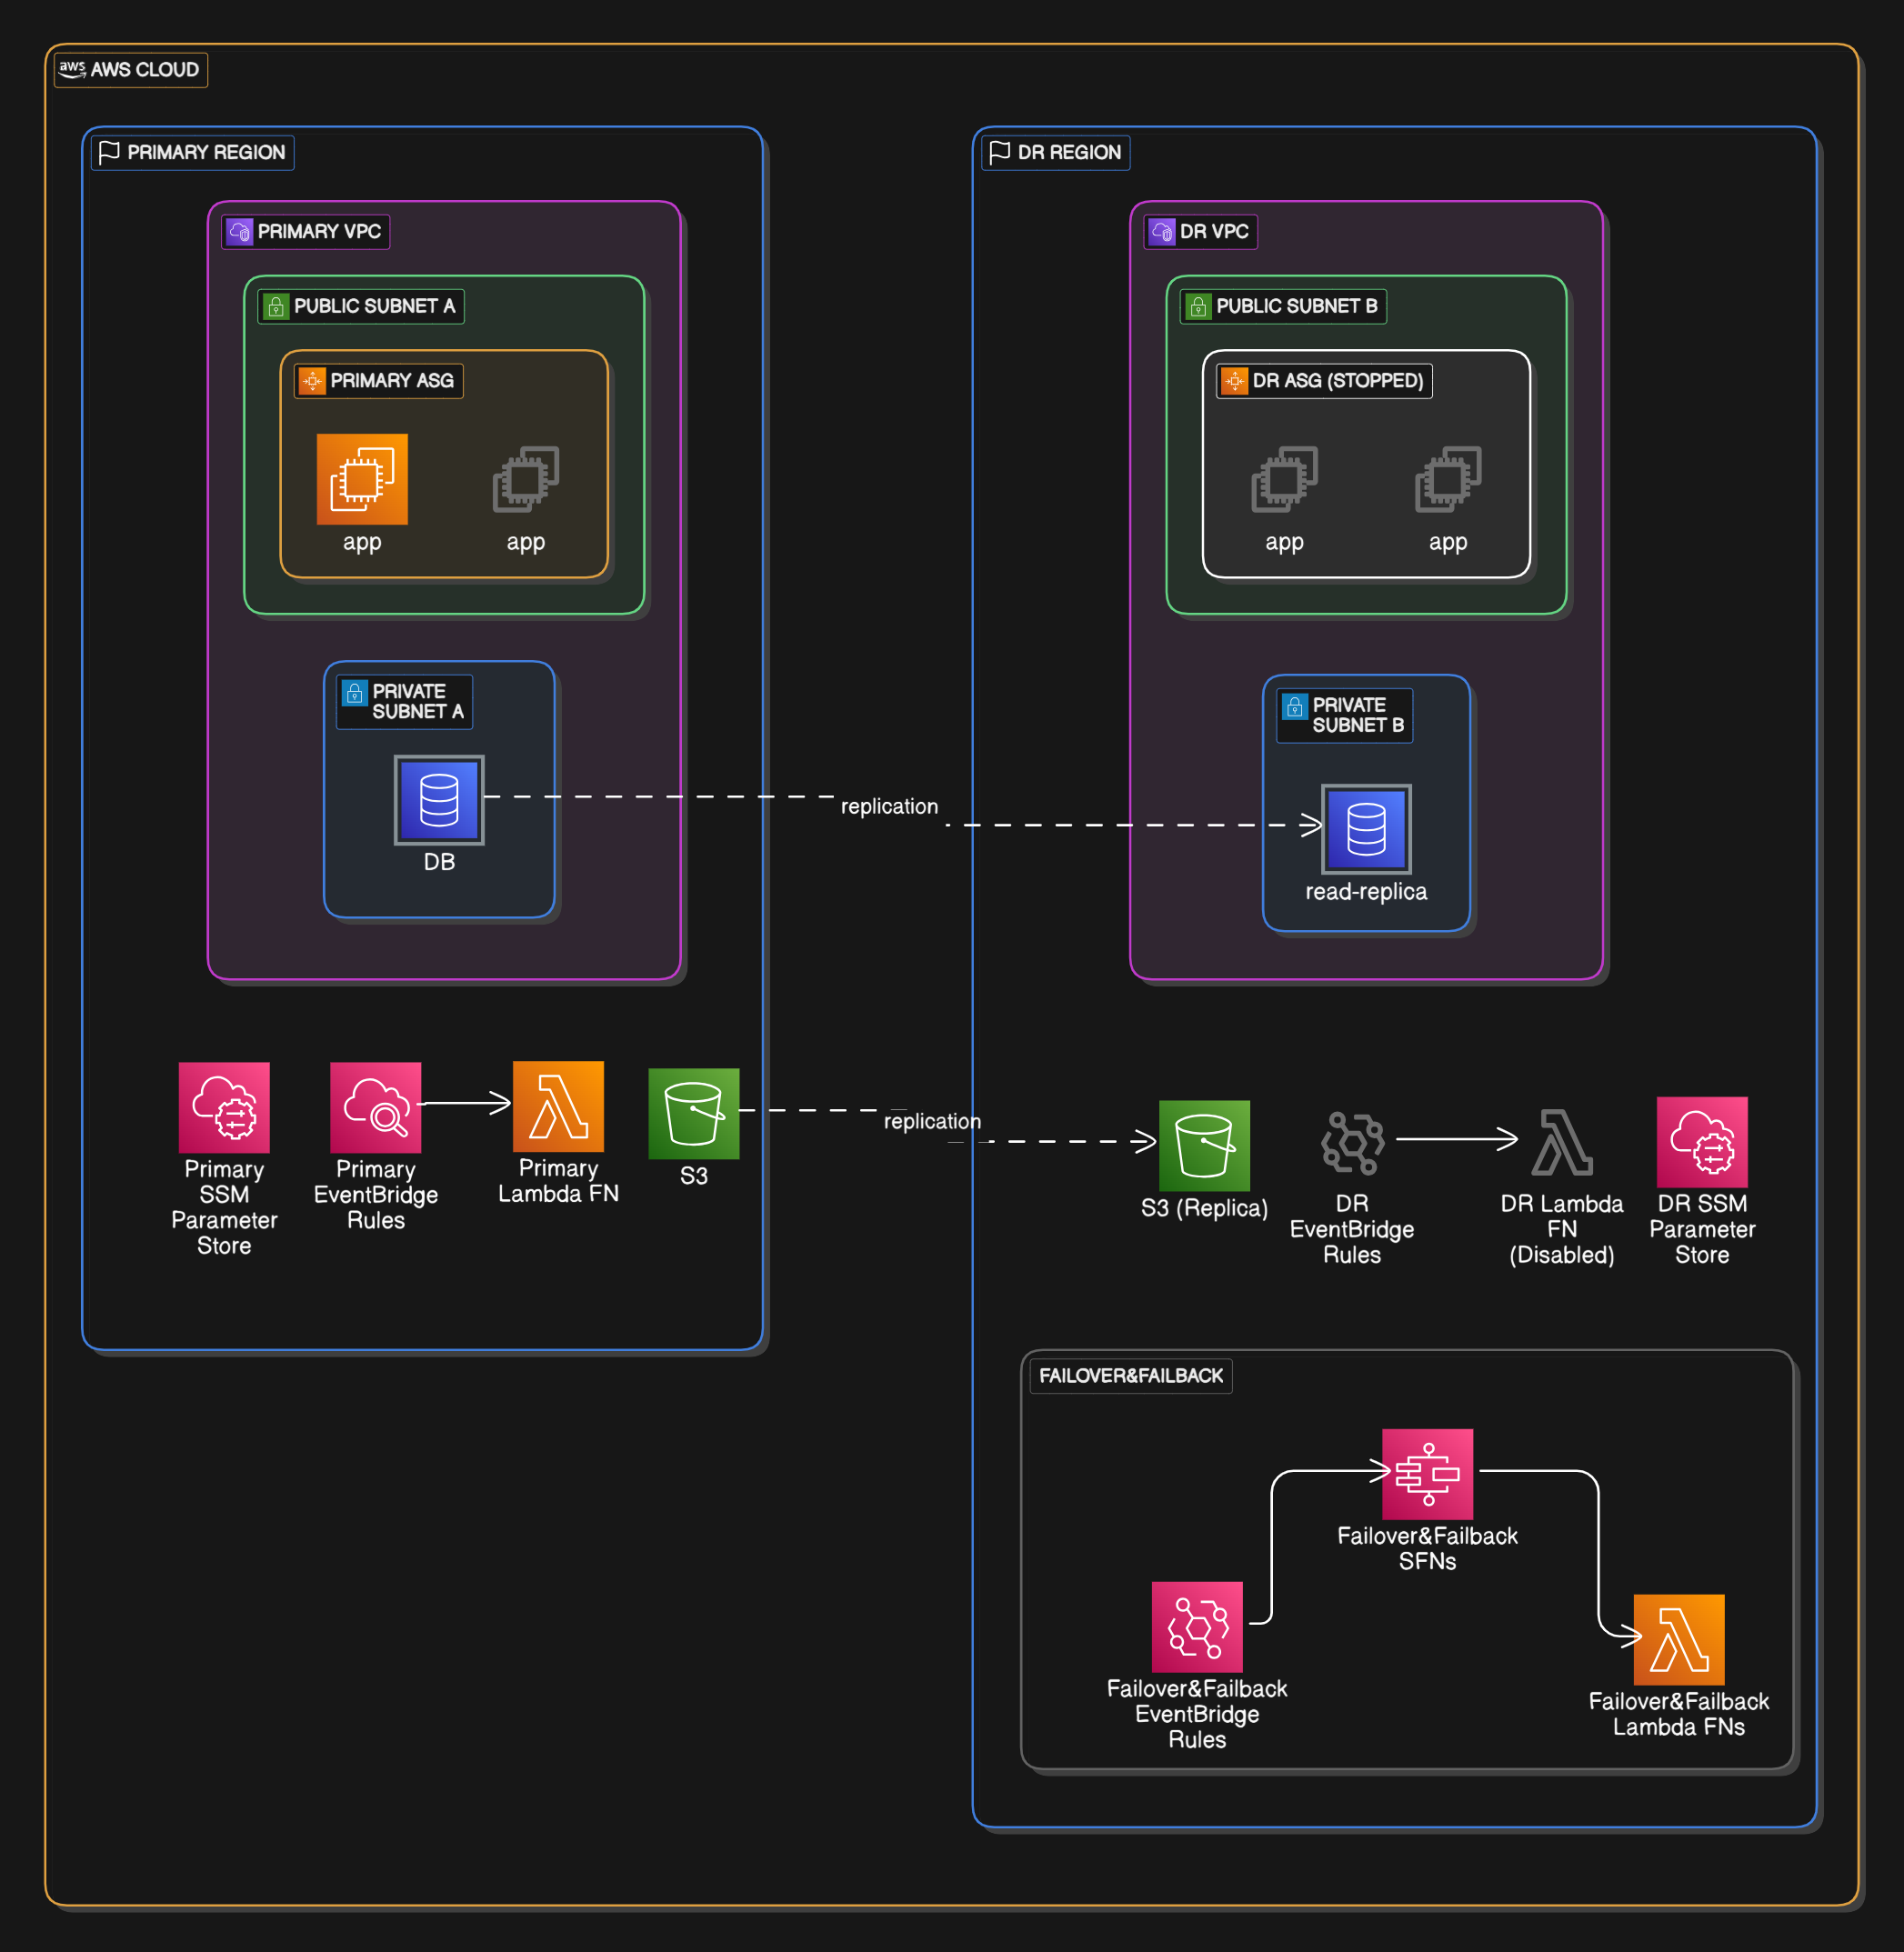 aws AWS CLOUD
PRIMARY REGION
PRIMARY VPC
PUBLIC SUBNET A
PRIMARY ASG
app
app
PRIVATE
SUBNET A
DB
replication
Primary
SSM
Parameter
Store
Primary
EventBridge
Rules
Primary
Lambda FN
S3
replication
DR REGION
DR VPC
PUBLIC SUBNET B
DR ASG (STOPPED)
app
app
PRIVATE
SUBNET B
read-replica
S3 (Replica)
DR
EventBridge
Rules
DR Lambda
FN
(Disabled)
DR SSM
Parameter
Store
FAILOVER&FAILBACK
Failover&Failback
SFNs
Failover&Failback
EventBridge
Rules
Failover&Failback
Lambda FNs